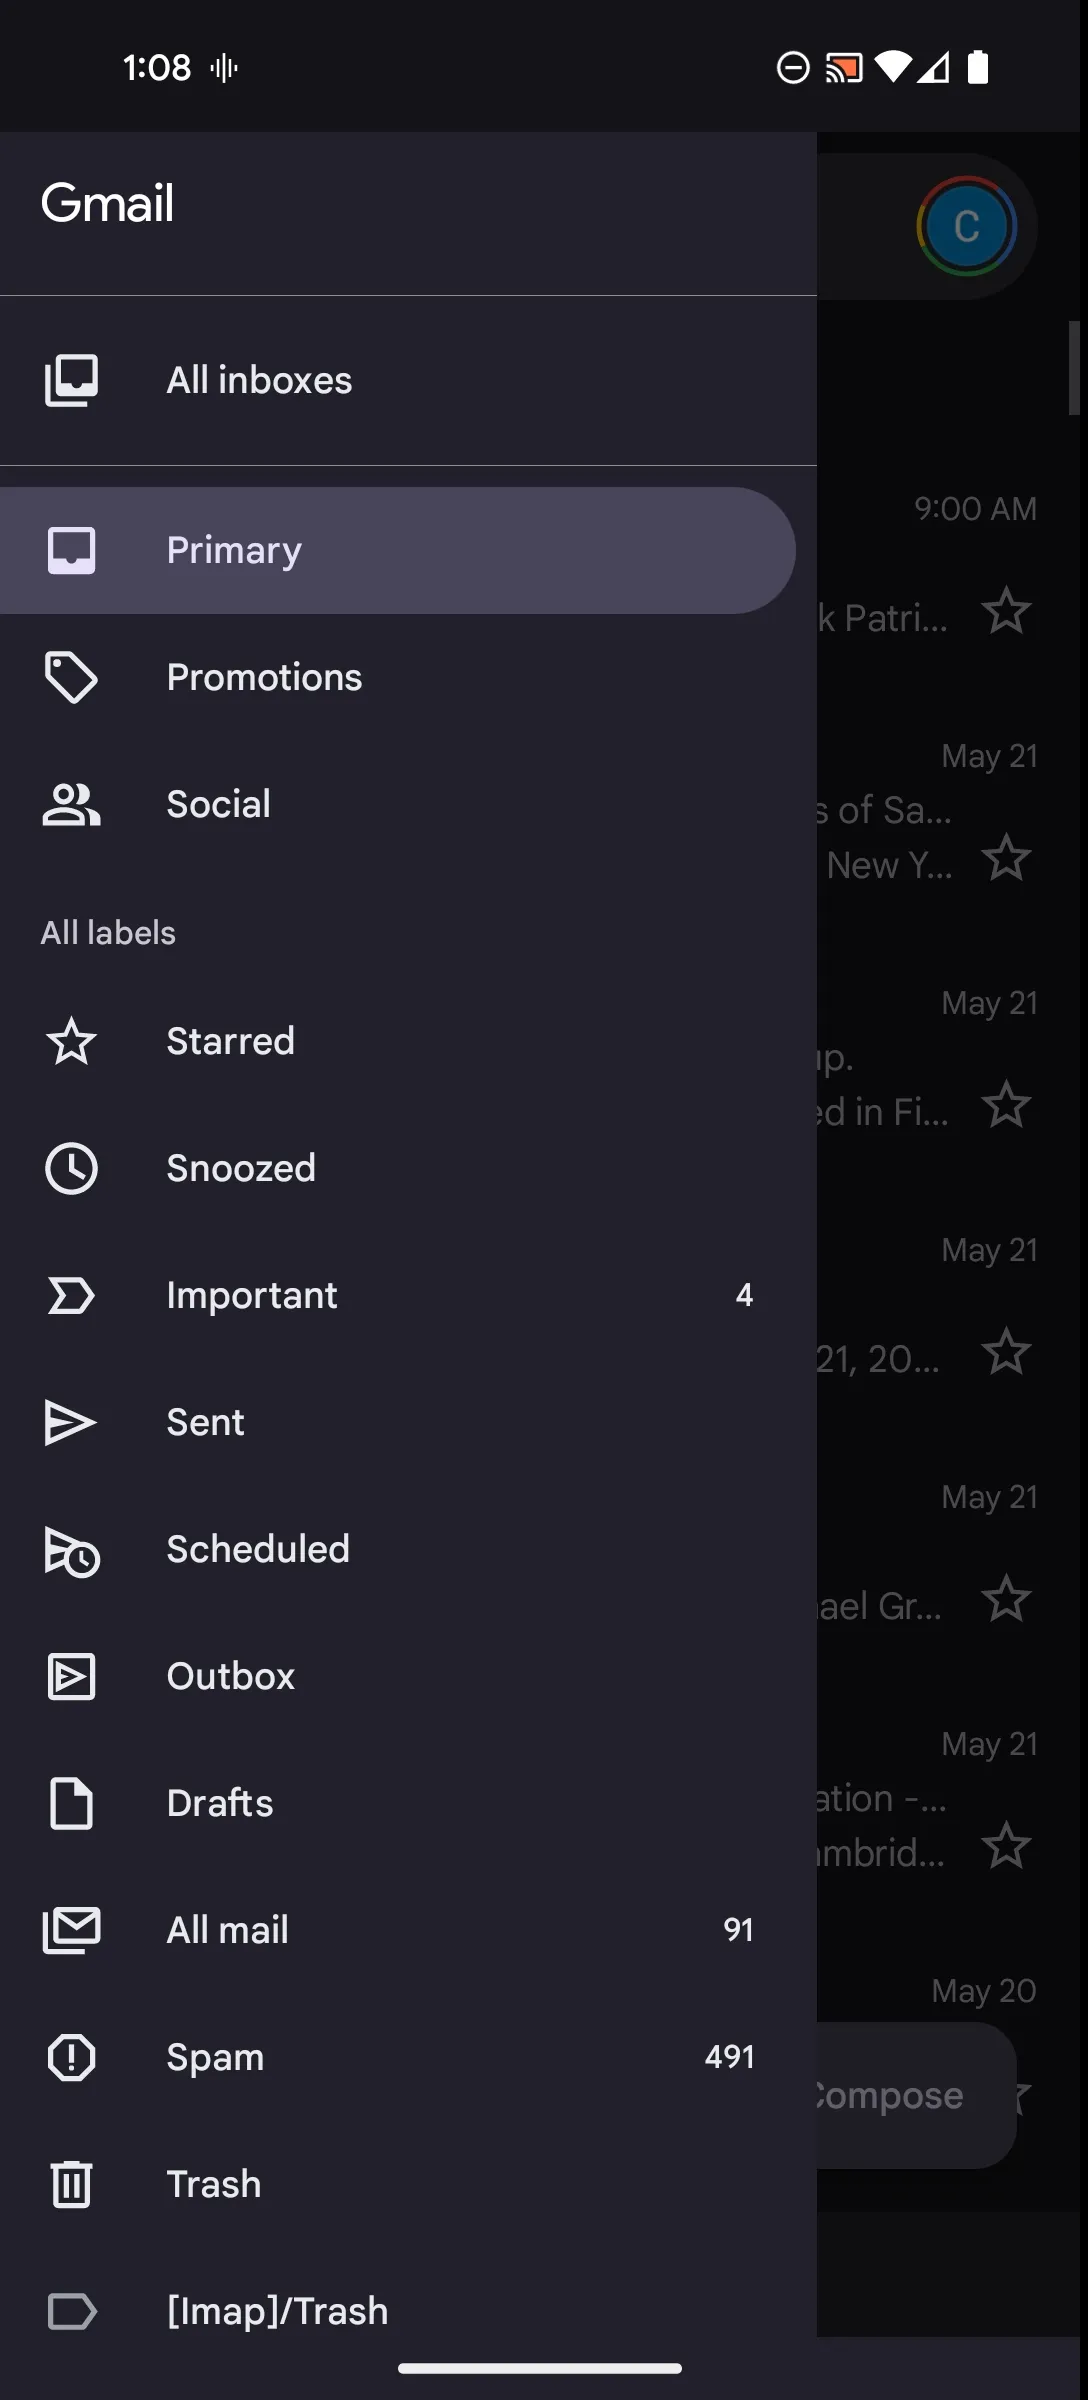 1:08
Gmail
C
All inboxes
Primary
9:00 AM
k Patri...
Promotions
May 21
Social
s of Sa...
New Y...
All labels
May 21
Starred
up.
ed in Fi...
Snoozed
May 21
Important 4
21, 20...
Sent
May 21
Scheduled
ael Gr...
Outbox
May 21
Drafts
ation -...
mbrid...
All mail 91
May 20
Spam 491
Compose
Trash
[Imap]/Trash